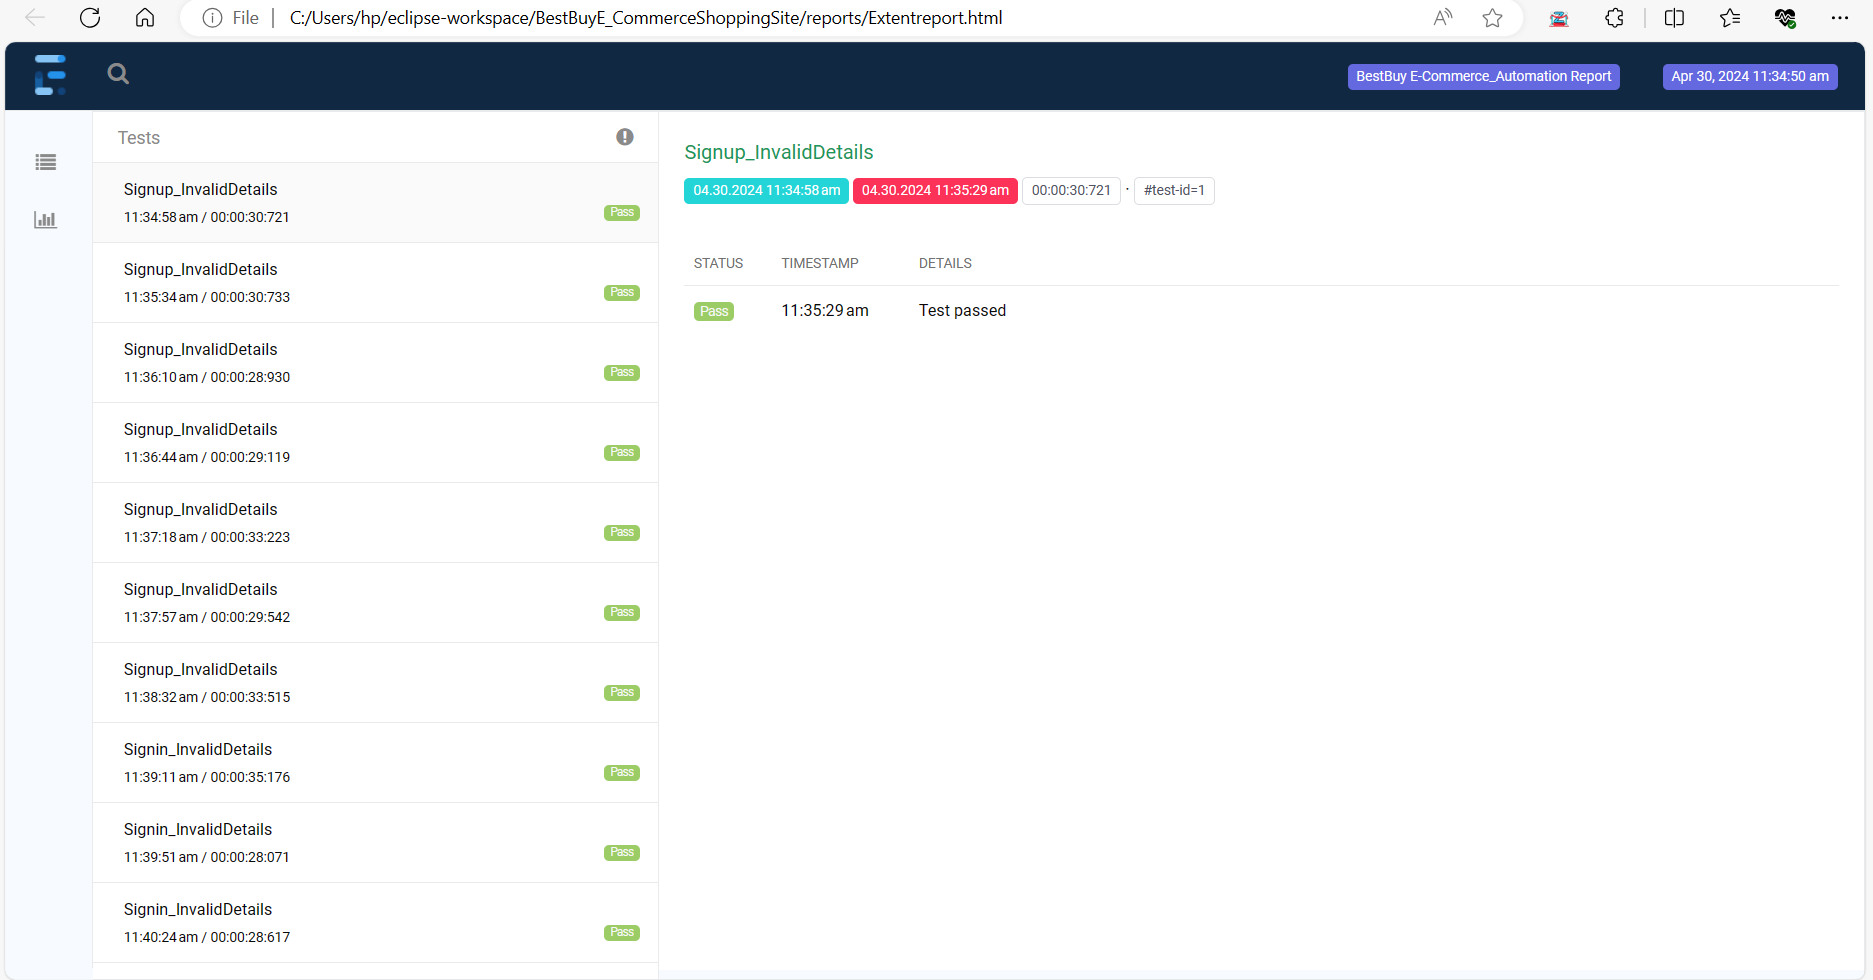 File
C:/Users/hp/eclipse-workspace/BestBuyE_CommerceShoppingSite/reports/Extentreport.html
BestBuy E-Commerce_Automation Report
Apr 30, 2024 11:34:50 am
Tests
Signup_InvalidDetails
11:34:58 am / 00:00:30:721
Pass
Signup_InvalidDetails
11:35:34 am / 00:00:30:733
Pass
Signup_InvalidDetails
11:36:10 am / 00:00:28:930
Pass
Signup_InvalidDetails
11:36:44 am / 00:00:29:119
Pass
Signup_InvalidDetails
11:37:18 am / 00:00:33:223
Pass
Signup_InvalidDetails
11:37:57 am / 00:00:29:542
Pass
Signup_InvalidDetails
11:38:32 am / 00:00:33:515
Pass
Signin_InvalidDetails
11:39:11 am / 00:00:35:176
Pass
Signin_InvalidDetails
11:39:51 am / 00:00:28:071
Pass
Signin_InvalidDetails
11:40:24 am / 00:00:28:617
Pass
Signup_InvalidDetails
04.30.2024 11:34:58 am 04.30.2024 11:35:29 am 00:00:30:721 · #test-id=1
STATUS TIMESTAMP DETAILS
Pass 11:35:29 am Test passed